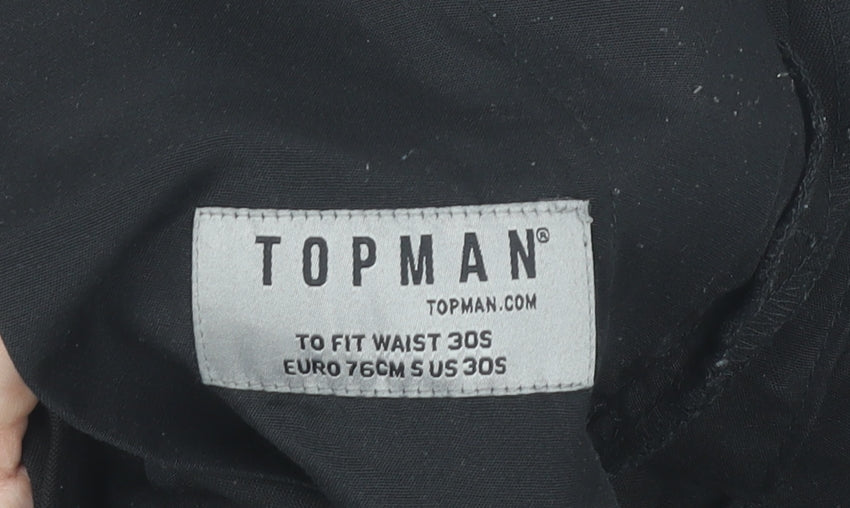 TOPMAN®
TOPMAN.COM
TO FIT WAIST 30S
EURO 76CM S US 30S